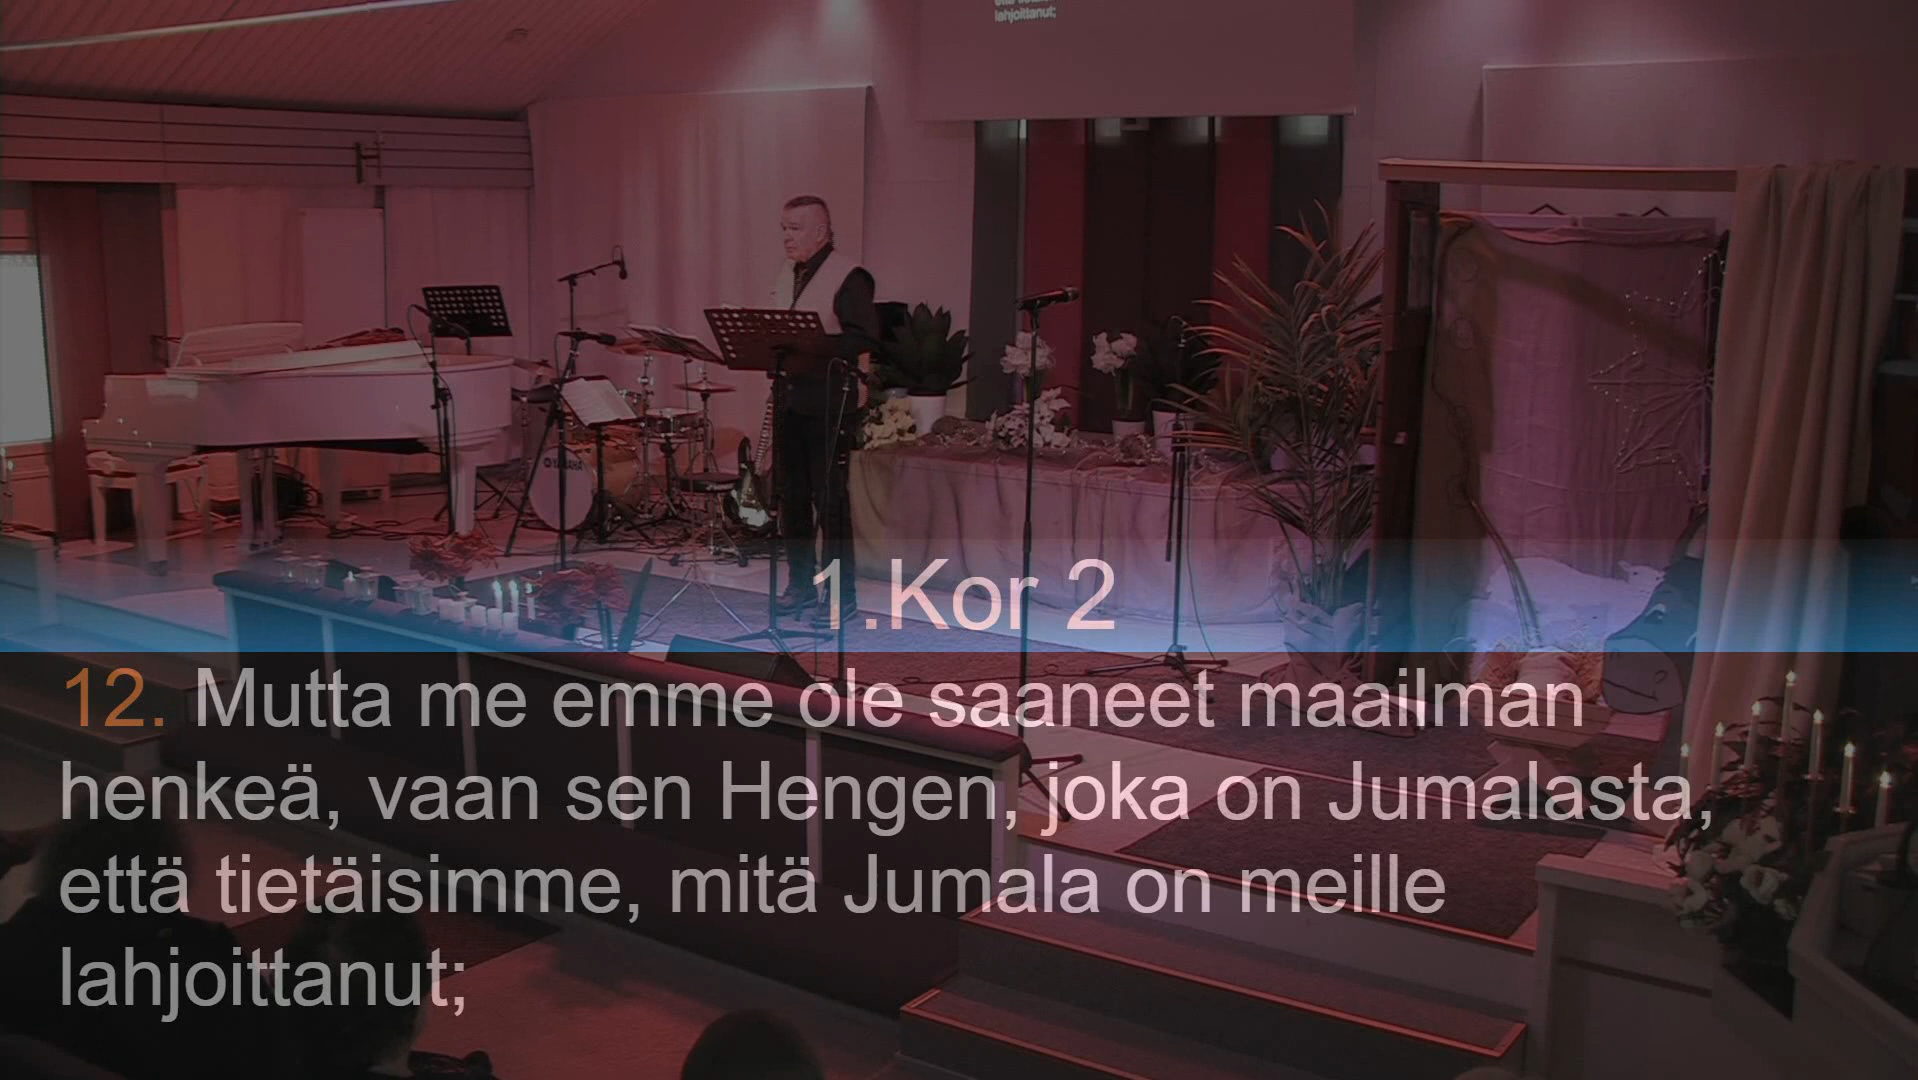 lahjoittanut;
YAMAHA
1.Kor 2
12. Mutta me emme ole saaneet maailman
henkeä, vaan sen Hengen, joka on Jumalasta,
että tietäisimme, mitä Jumala on meille
lahjoittanut;